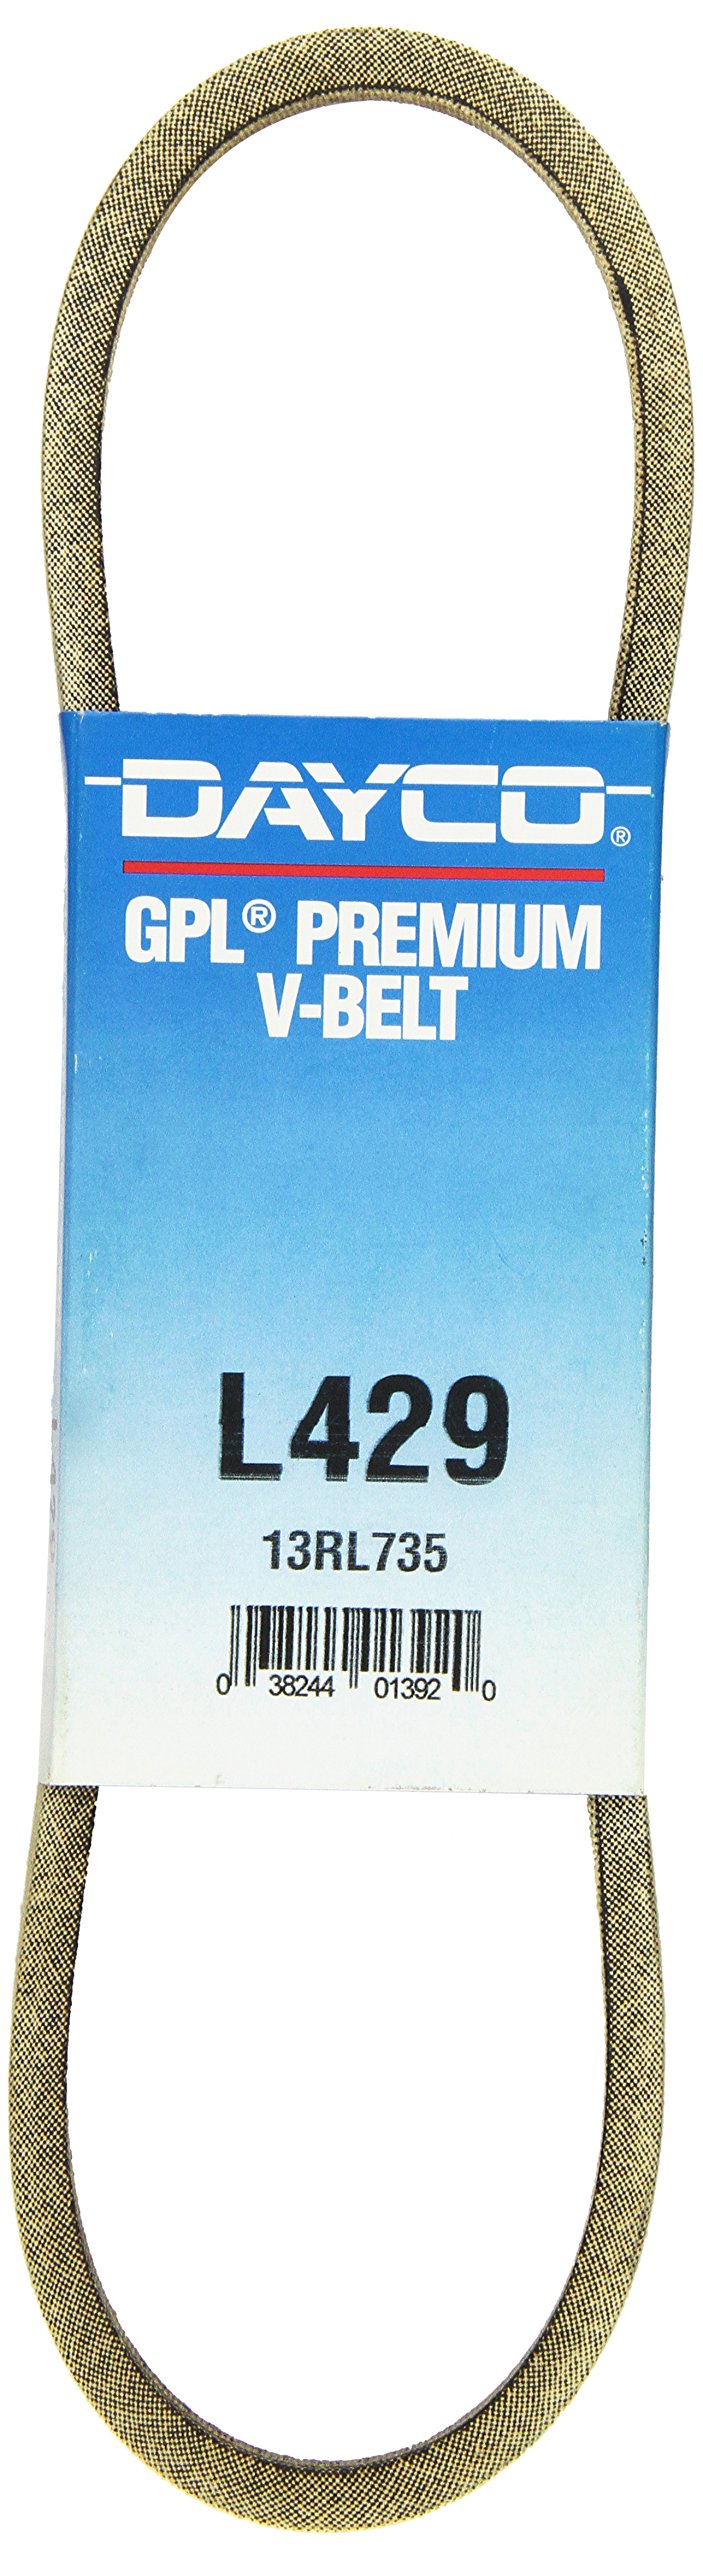 DAYCO®
GPL® PREMIUM
V-BELT
L429
13RL735
0 38244 01392 0